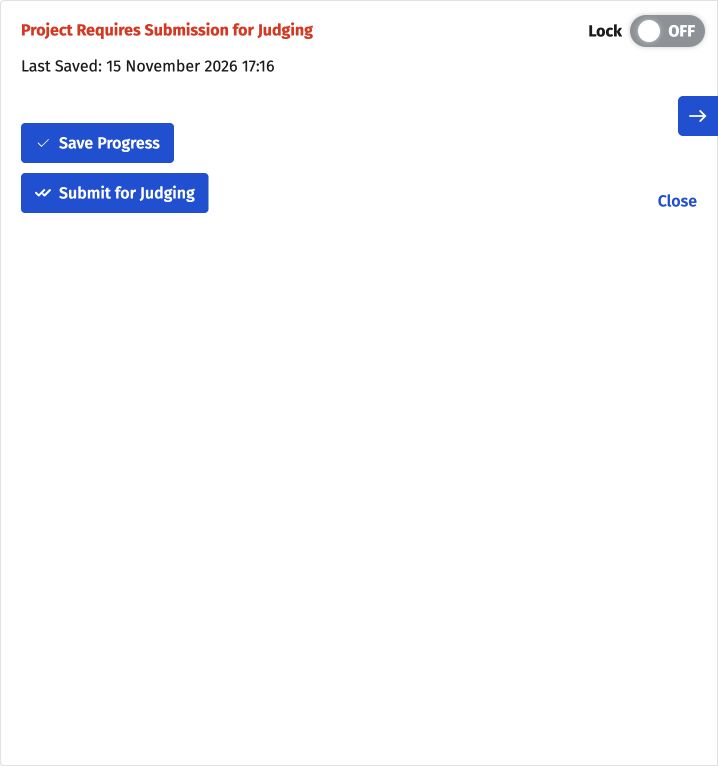 Project Requires Submission for Judging
Lock OFF
Last Saved: 15 November 2026 17:16
Save Progress
Submit for Judging
Close